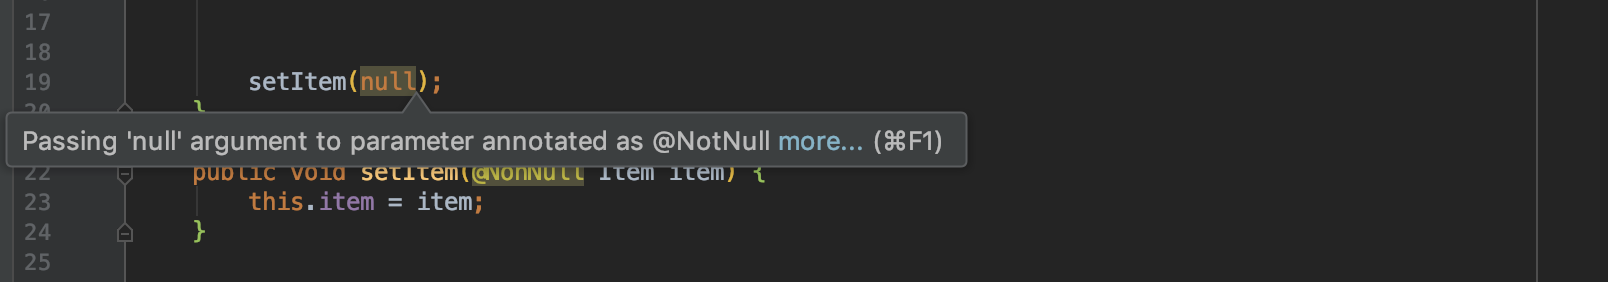 17
18
19 setItem(null);
20 }
Passing 'null' argument to parameter annotated as @NotNull more... (⌘F1)
22 public void setItem(@NonNull Item item) {
23 this.item = item;
24 }
25